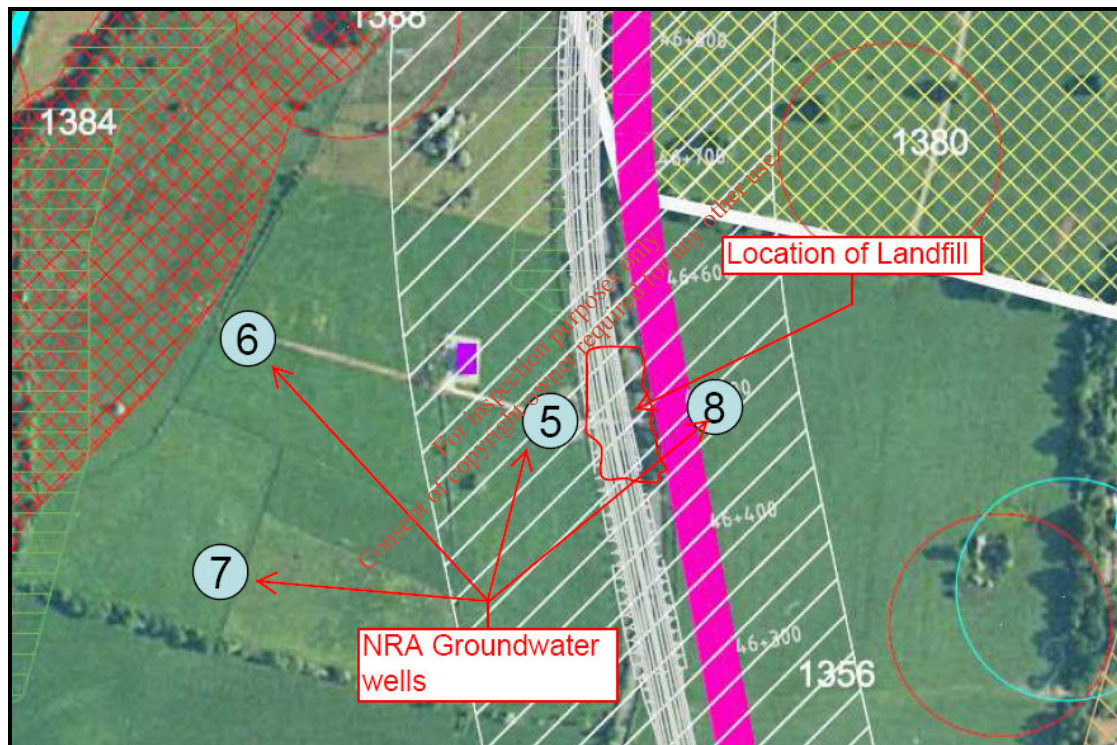 1388
46+800
1384
46+700
1380
Location of Landfill
46+600
6
5
8
For inspection purposes only.
Consent of copyright owner required for any other use.
46+400
7
NRA Groundwater
wells
46+300
1356